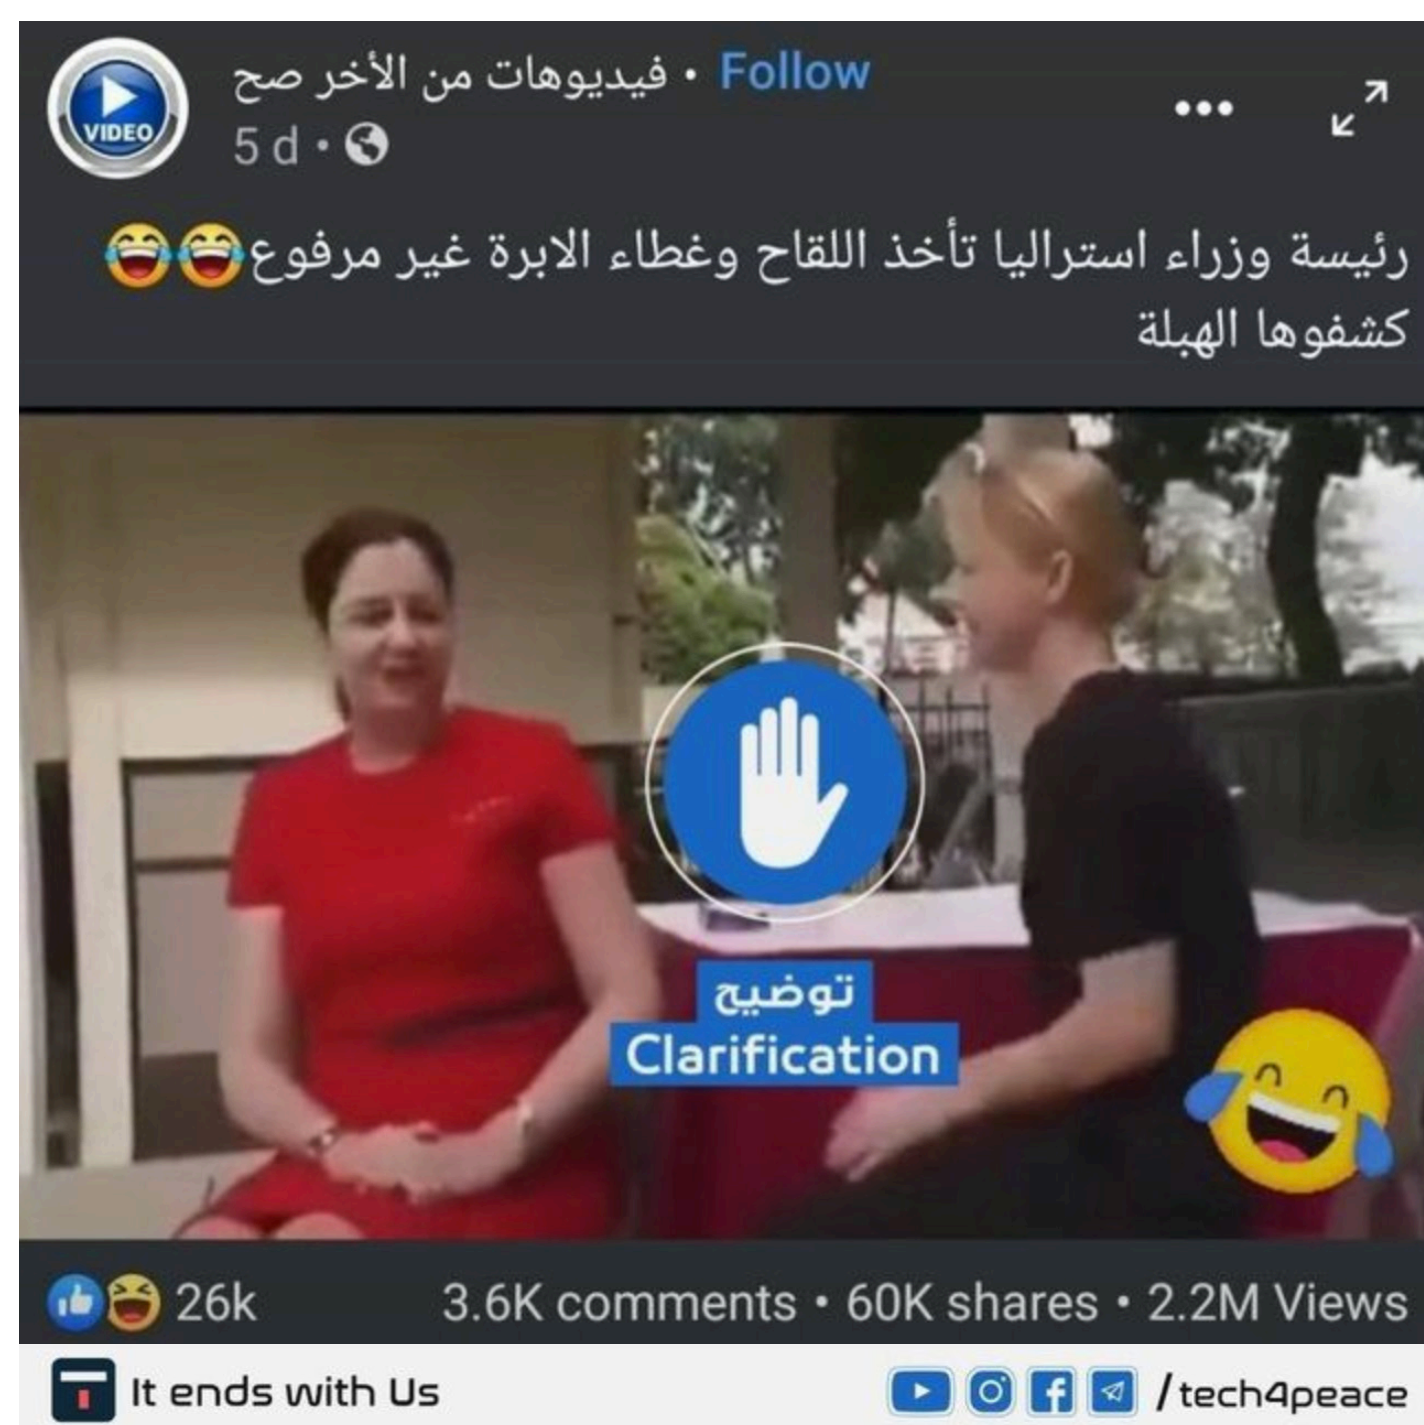 فيديوهات من الأخر صح • Follow
5 d
VIDEO
رئيسة وزراء استراليا تأخذ اللقاح وغطاء الابرة غير مرفوع😂😂
كشفوها الهبلة
توضيح
Clarification
26k
3.6K comments • 60K shares • 2.2M Views
It ends with Us
/tech4peace